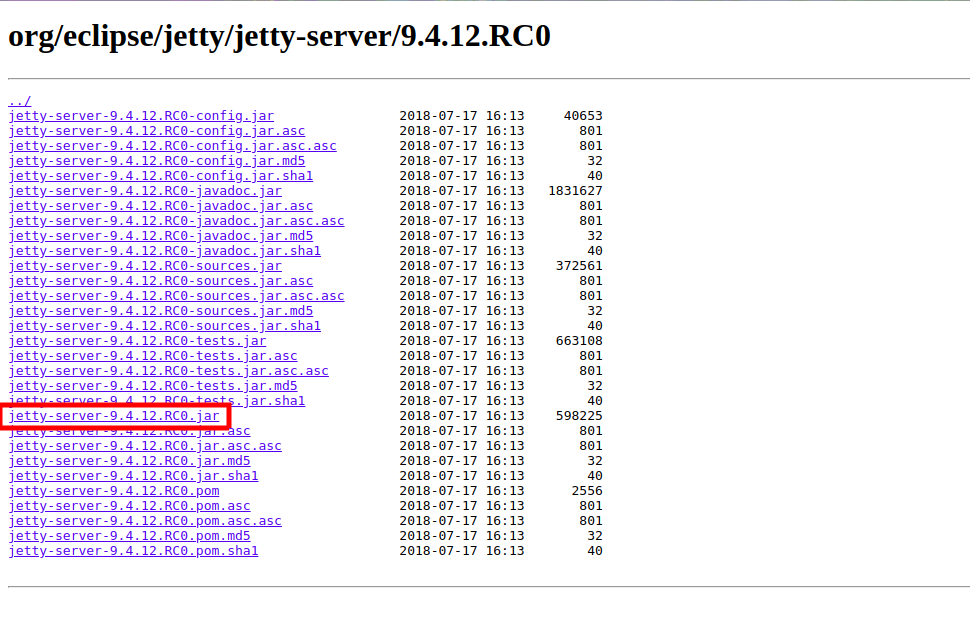 org/eclipse/jetty/jetty-server/9.4.12.RC0
../
jetty-server-9.4.12.RC0-config.jar 2018-07-17 16:13 40653
jetty-server-9.4.12.RC0-config.jar.asc 2018-07-17 16:13 801
jetty-server-9.4.12.RC0-config.jar.asc.asc 2018-07-17 16:13 801
jetty-server-9.4.12.RC0-config.jar.md5 2018-07-17 16:13 32
jetty-server-9.4.12.RC0-config.jar.sha1 2018-07-17 16:13 40
jetty-server-9.4.12.RC0-javadoc.jar 2018-07-17 16:13 1831627
jetty-server-9.4.12.RC0-javadoc.jar.asc 2018-07-17 16:13 801
jetty-server-9.4.12.RC0-javadoc.jar.asc.asc 2018-07-17 16:13 801
jetty-server-9.4.12.RC0-javadoc.jar.md5 2018-07-17 16:13 32
jetty-server-9.4.12.RC0-javadoc.jar.sha1 2018-07-17 16:13 40
jetty-server-9.4.12.RC0-sources.jar 2018-07-17 16:13 372561
jetty-server-9.4.12.RC0-sources.jar.asc 2018-07-17 16:13 801
jetty-server-9.4.12.RC0-sources.jar.asc.asc 2018-07-17 16:13 801
jetty-server-9.4.12.RC0-sources.jar.md5 2018-07-17 16:13 32
jetty-server-9.4.12.RC0-sources.jar.sha1 2018-07-17 16:13 40
jetty-server-9.4.12.RC0-tests.jar 2018-07-17 16:13 663108
jetty-server-9.4.12.RC0-tests.jar.asc 2018-07-17 16:13 801
jetty-server-9.4.12.RC0-tests.jar.asc.asc 2018-07-17 16:13 801
jetty-server-9.4.12.RC0-tests.jar.md5 2018-07-17 16:13 32
jetty-server-9.4.12.RC0-tests.jar.sha1 2018-07-17 16:13 40
jetty-server-9.4.12.RC0.jar 2018-07-17 16:13 598225
jetty-server-9.4.12.RC0.jar.asc 2018-07-17 16:13 801
jetty-server-9.4.12.RC0.jar.asc.asc 2018-07-17 16:13 801
jetty-server-9.4.12.RC0.jar.md5 2018-07-17 16:13 32
jetty-server-9.4.12.RC0.jar.sha1 2018-07-17 16:13 40
jetty-server-9.4.12.RC0.pom 2018-07-17 16:13 2556
jetty-server-9.4.12.RC0.pom.asc 2018-07-17 16:13 801
jetty-server-9.4.12.RC0.pom.asc.asc 2018-07-17 16:13 801
jetty-server-9.4.12.RC0.pom.md5 2018-07-17 16:13 32
jetty-server-9.4.12.RC0.pom.sha1 2018-07-17 16:13 40